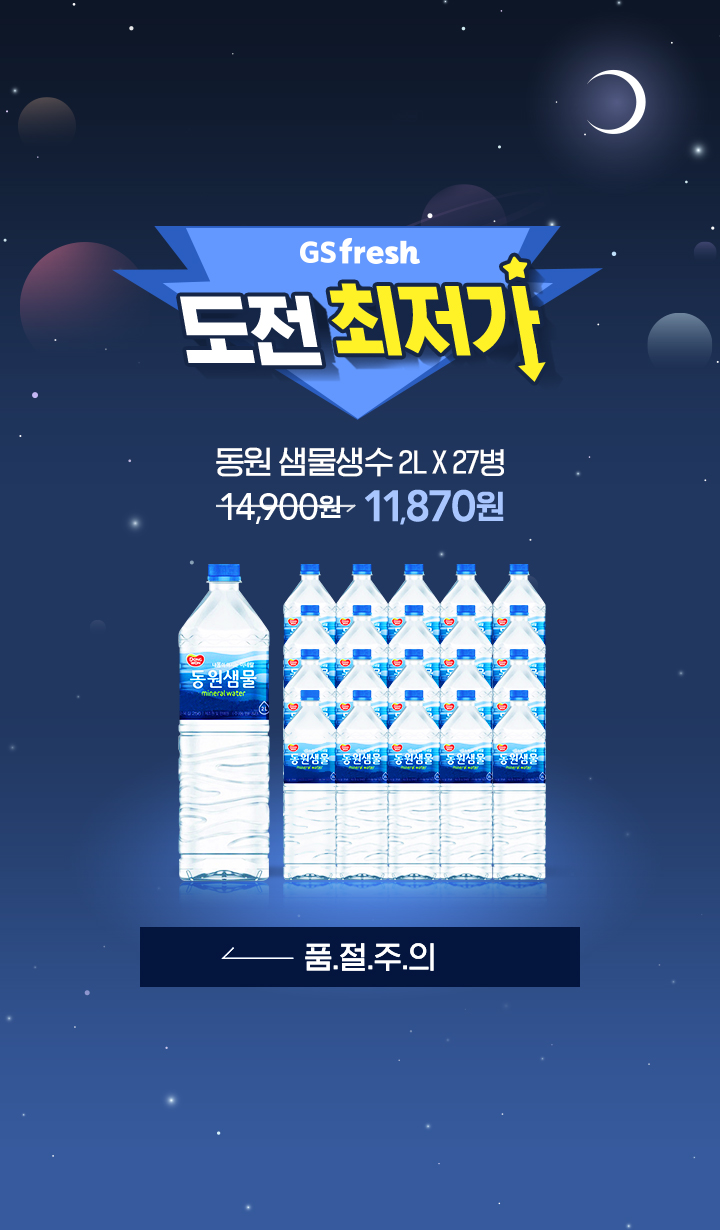 GS fresh
도전 최저가
동원 샘물생수 2L X 27병
14,900원 11,870원
동원샘물
mineral water
2L
동원샘물 동원샘물 동원샘물 동원샘물 동원샘물
품.절.주.의